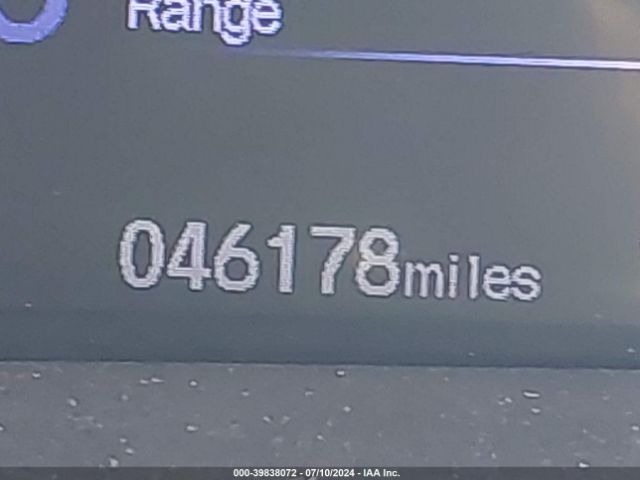 Range
046178miles
000-39838072 - 07/10/2024 - IAA Inc.